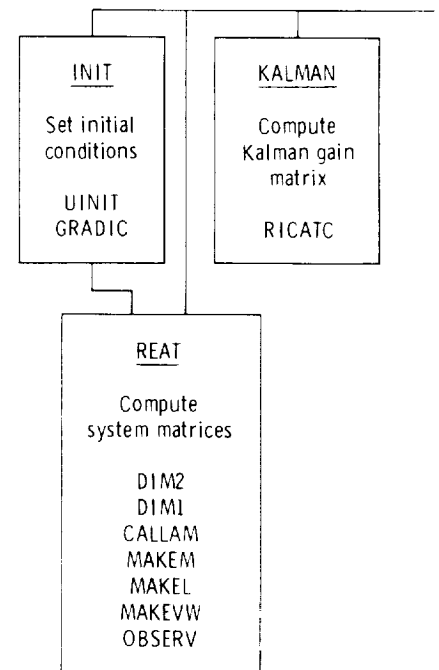 INIT
Set initial
conditions
UINIT
GRADIC
KALMAN
Compute
Kalman gain
matrix
RICATC
REAT
Compute
system matrices
DIM2
DIM1
CALLAM
MAKEM
MAKEL
MAKEVW
OBSERV